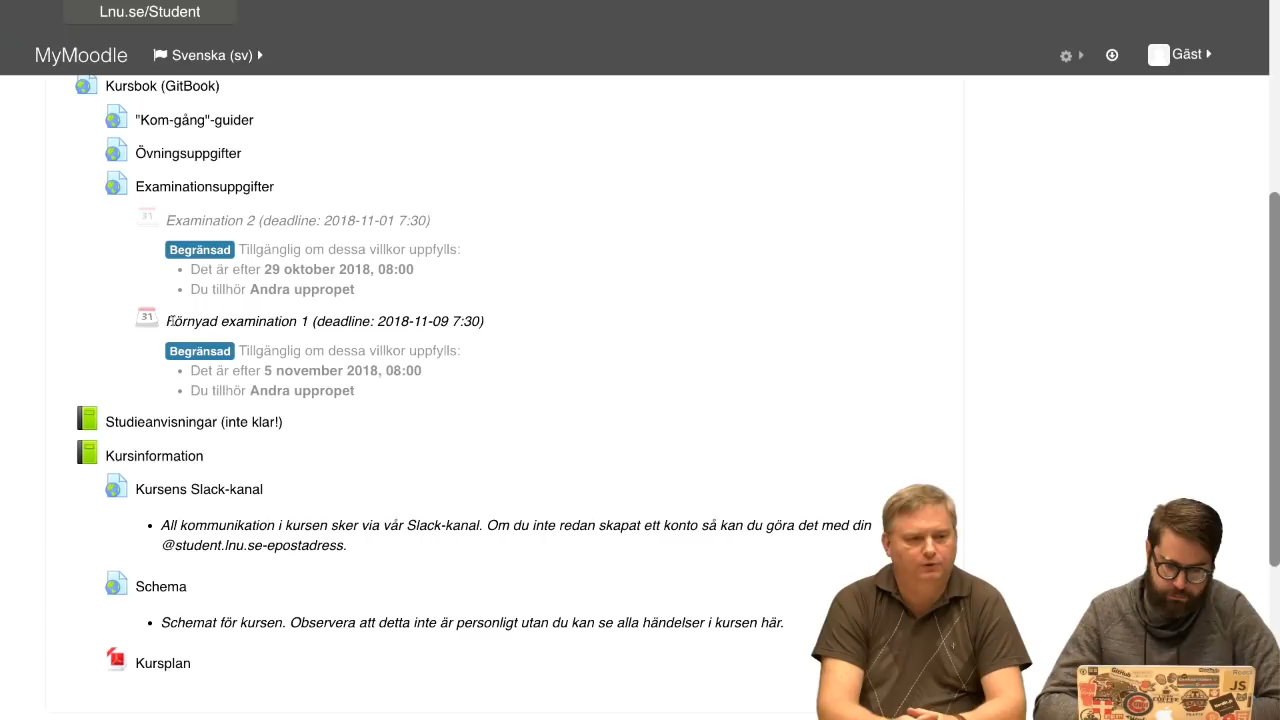 Lnu.se/Student
MyMoodle Svenska (sv) Gäst
Kursbok (GitBook)
"Kom-gång"-guider
Övningsuppgifter
Examinationsuppgifter
31 Examination 2 (deadline: 2018-11-01 7:30)
Begränsad Tillgänglig om dessa villkor uppfylls:
• Det är efter 29 oktober 2018, 08:00
• Du tillhör Andra uppropet
31 Förnyad examination 1 (deadline: 2018-11-09 7:30)
Begränsad Tillgänglig om dessa villkor uppfylls:
• Det är efter 5 november 2018, 08:00
• Du tillhör Andra uppropet
Studieanvisningar (inte klar!)
Kursinformation
Kursens Slack-kanal
• All kommunikation i kursen sker via vår Slack-kanal. Om du inte redan skapat ett konto så kan du göra det med din
@student.lnu.se-epostadress.
Schema
• Schemat för kursen. Observera att detta inte är personligt utan du kan se alla händelser i kursen här.
Kursplan
GitHub
JS